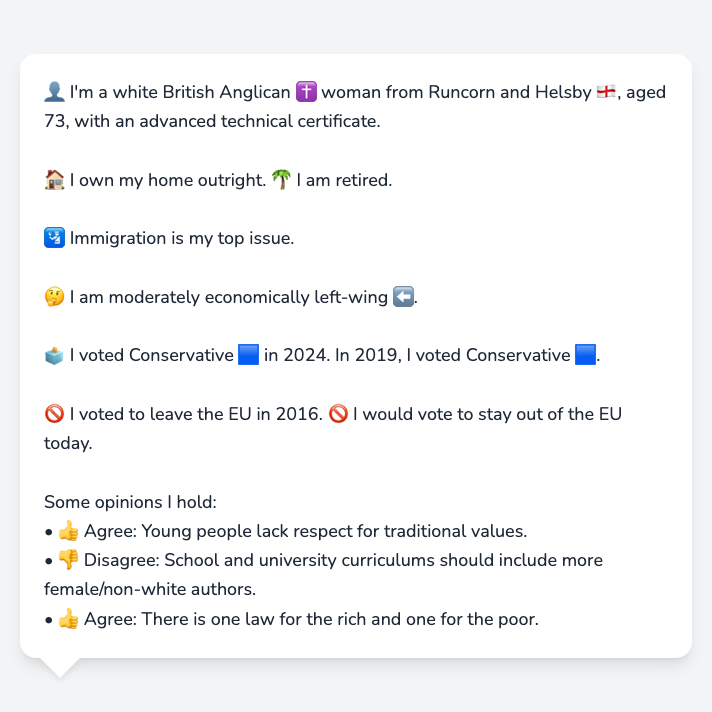 👤 I'm a white British Anglican ✝️ woman from Runcorn and Helsby 🏴󠁧󠁢󠁥󠁮󠁧󠁿, aged
73, with an advanced technical certificate.
🏠 I own my home outright. 🌴 I am retired.
🛂 Immigration is my top issue.
🤔 I am moderately economically left-wing ⬅️.
🗳️ I voted Conservative 🟦 in 2024. In 2019, I voted Conservative 🟦.
🚫 I voted to leave the EU in 2016. 🚫 I would vote to stay out of the EU
today.
Some opinions I hold:
• 👍 Agree: Young people lack respect for traditional values.
• 👎 Disagree: School and university curriculums should include more
female/non-white authors.
• 👍 Agree: There is one law for the rich and one for the poor.